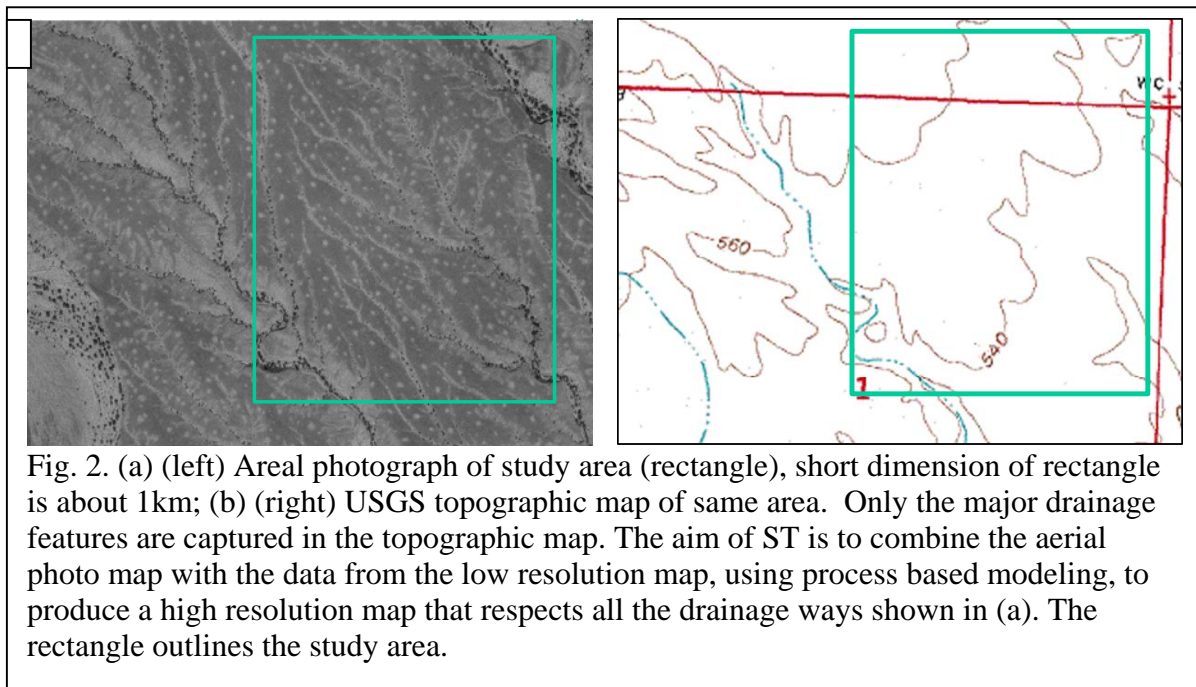 WC
560
540
1
Fig. 2. (a) (left) Areal photograph of study area (rectangle), short dimension of rectangle
is about 1km; (b) (right) USGS topographic map of same area.  Only the major drainage
features are captured in the topographic map. The aim of ST is to combine the aerial
photo map with the data from the low resolution map, using process based modeling, to
produce a high resolution map that respects all the drainage ways shown in (a). The
rectangle outlines the study area.